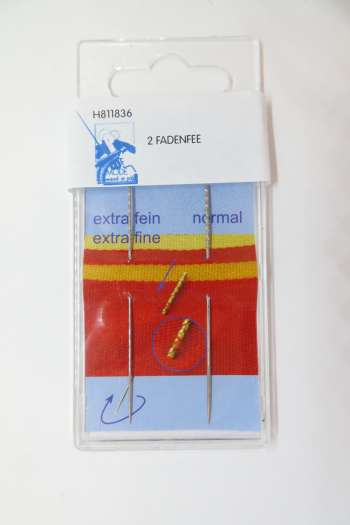 H811836
2 FADENFEE
extra fein normal
extra fine